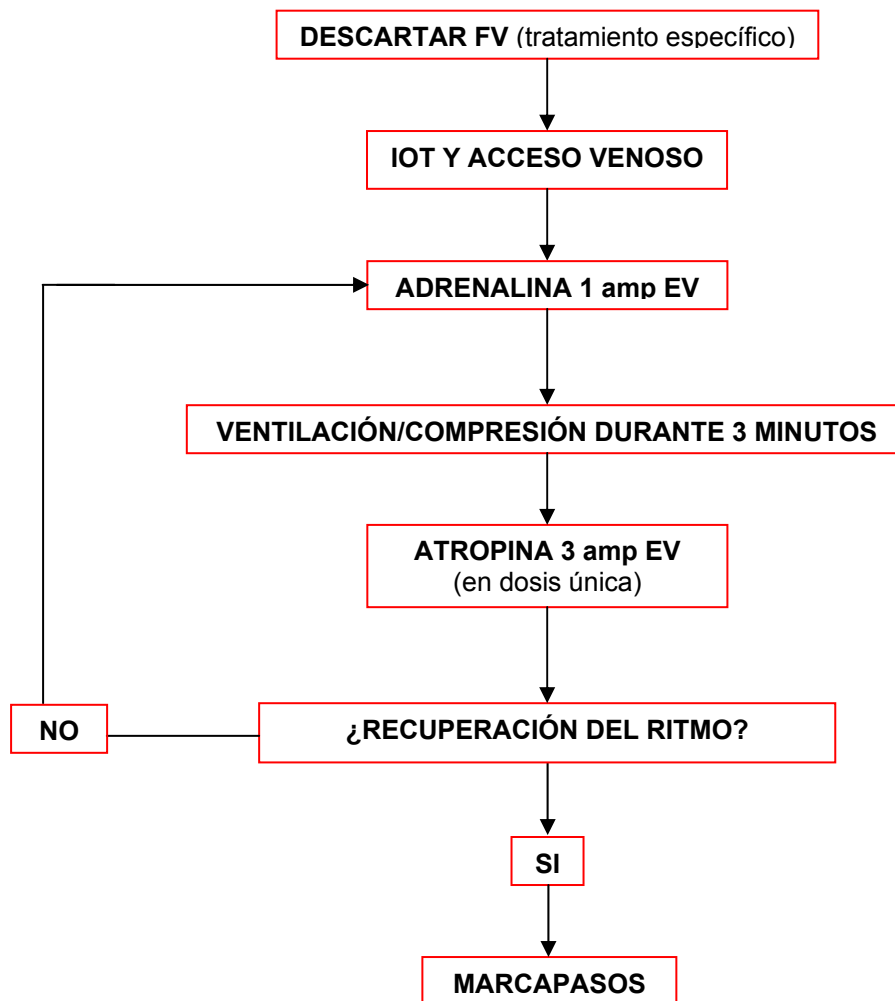 DESCARTAR FV (tratamiento específico)
IOT Y ACCESO VENOSO
ADRENALINA 1 amp EV
VENTILACIÓN/COMPRESIÓN DURANTE 3 MINUTOS
ATROPINA 3 amp EV
(en dosis única)
¿RECUPERACIÓN DEL RITMO?
NO
SI
MARCAPASOS